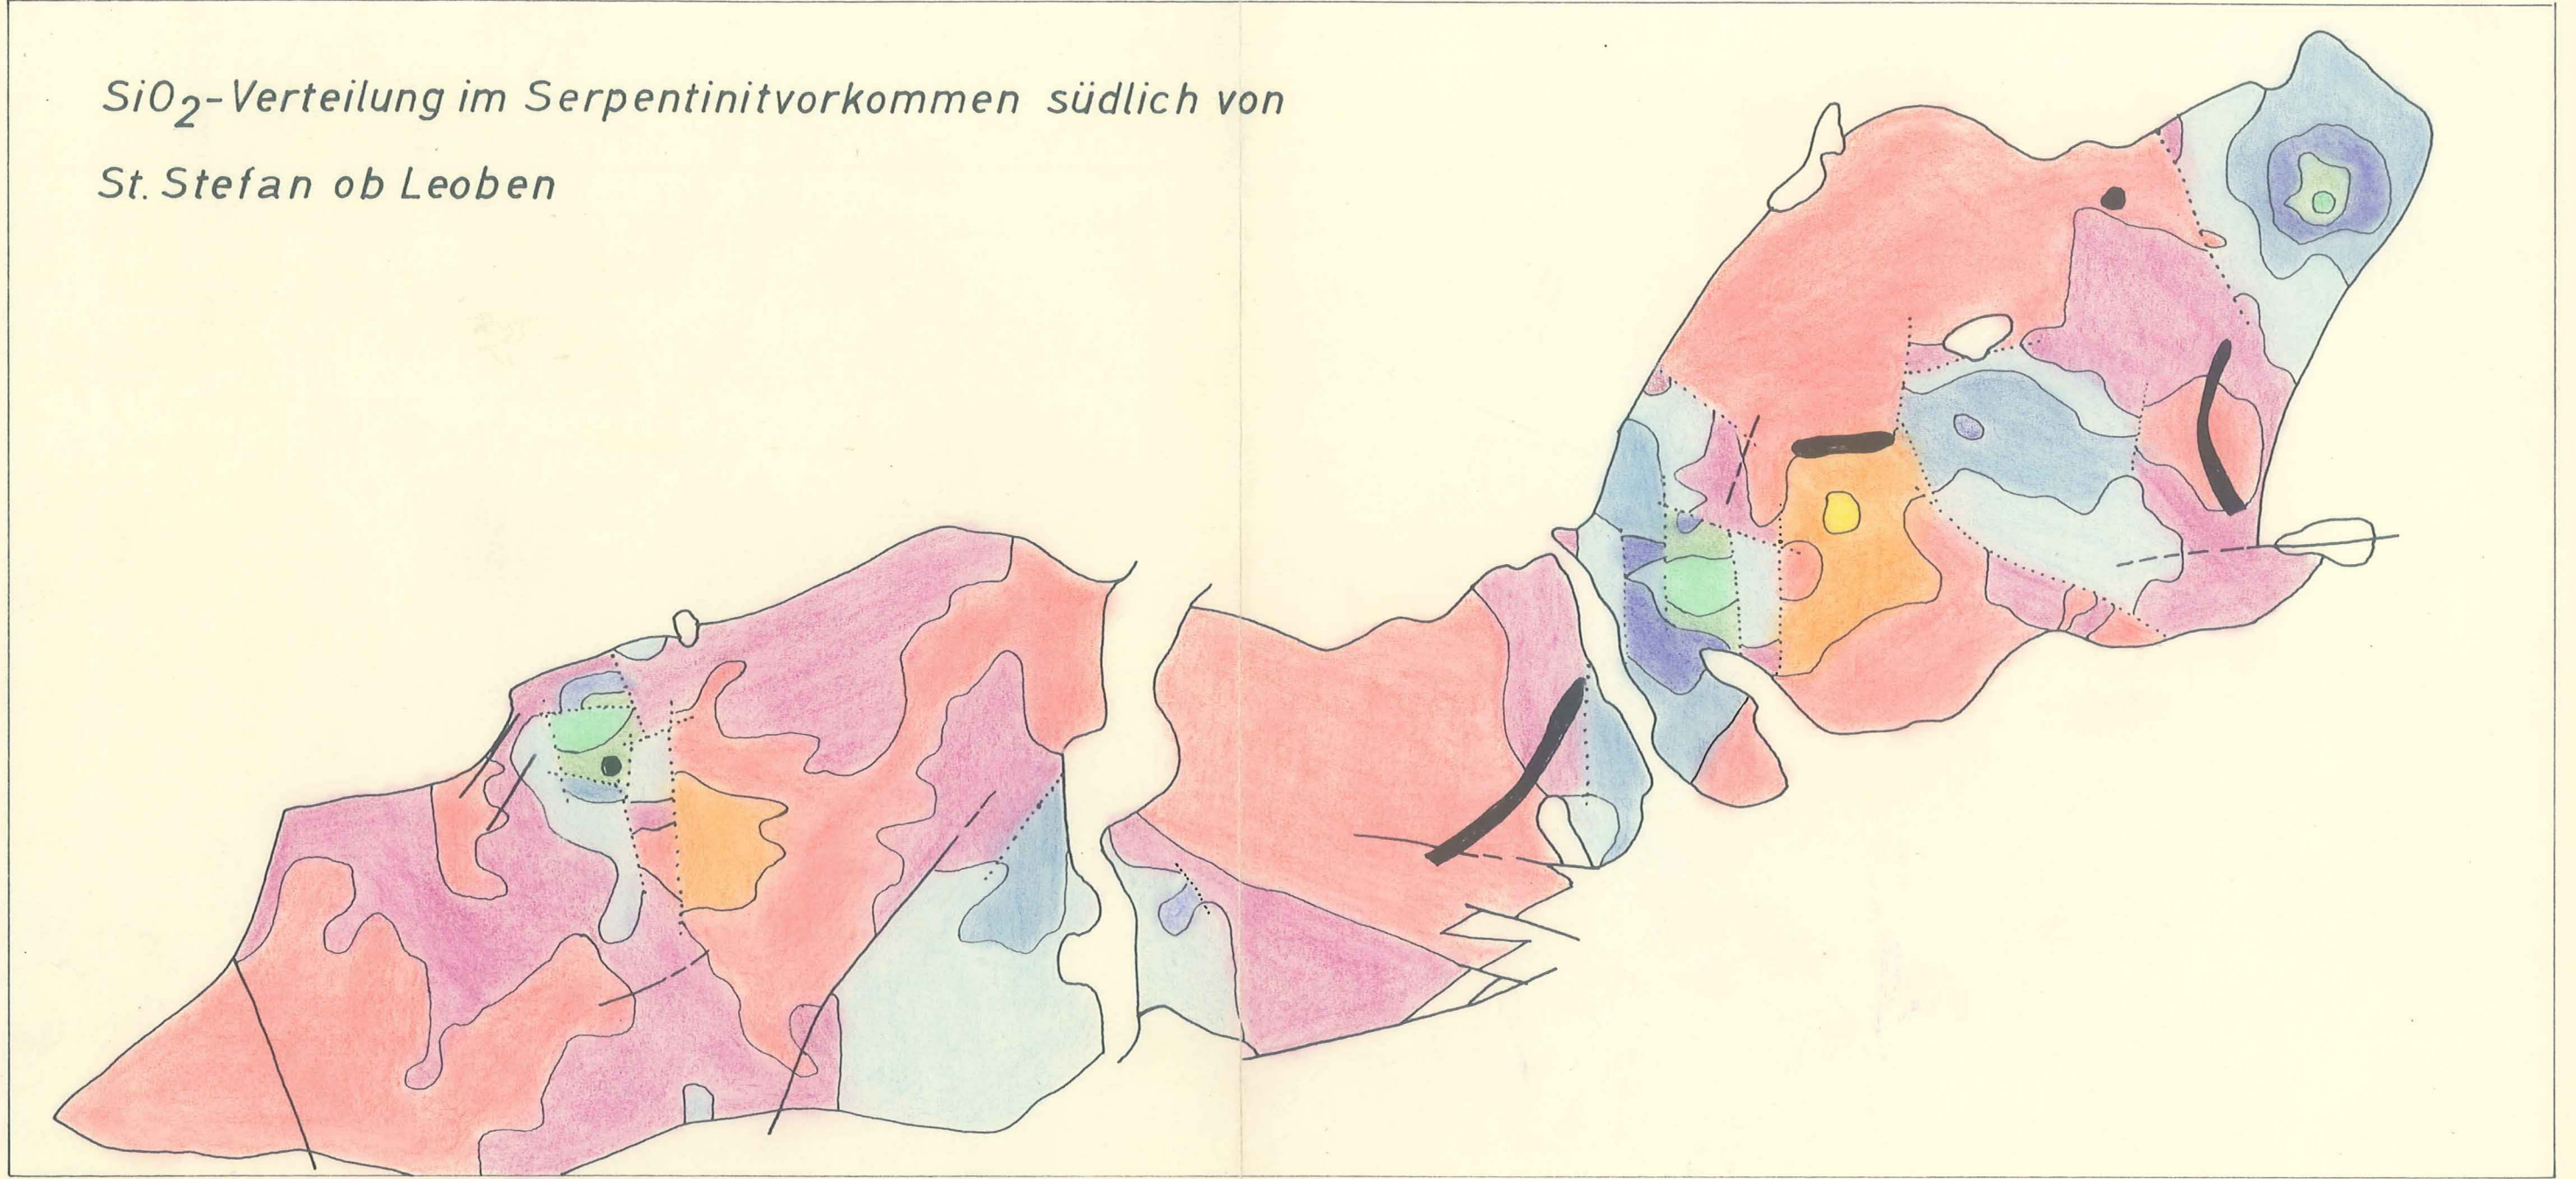 SiO2-Verteilung im Serpentinitvorkommen südlich von
St. Stefan ob Leoben